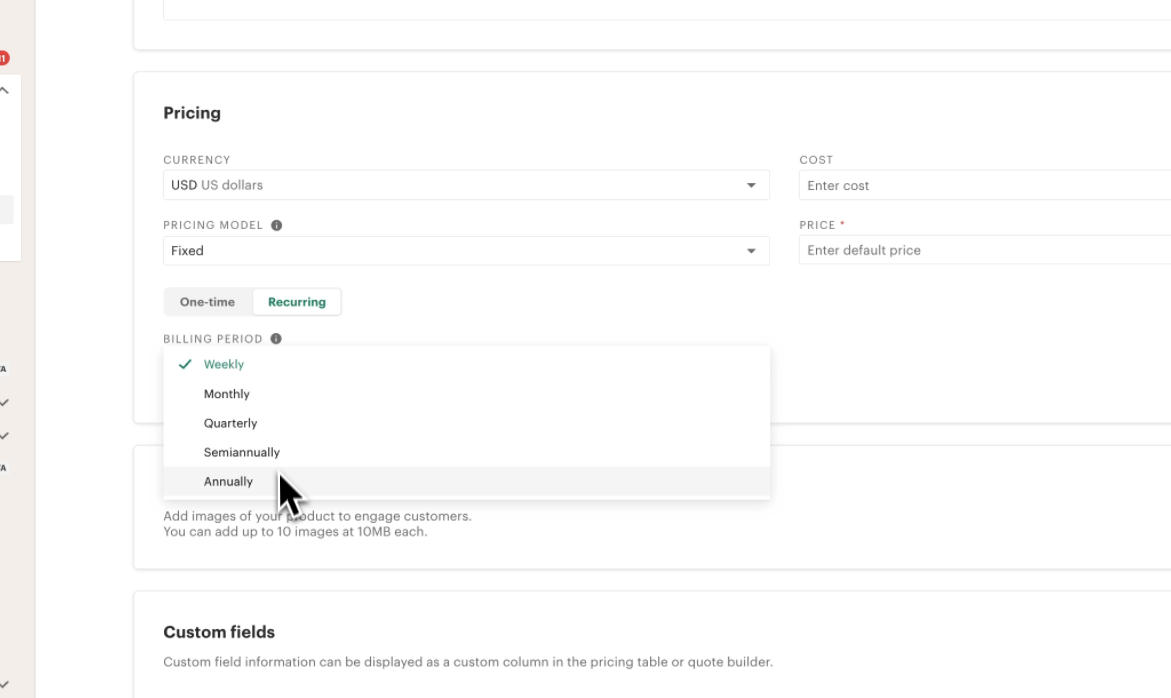 11
Pricing
CURRENCY
COST
USD US dollars
Enter cost
PRICING MODEL
PRICE *
Fixed
Enter default price
One-time
Recurring
BILLING PERIOD
Weekly
Monthly
Quarterly
Semiannually
Annually
Add images of your product to engage customers.
You can add up to 10 images at 10MB each.
Custom fields
Custom field information can be displayed as a custom column in the pricing table or quote builder.